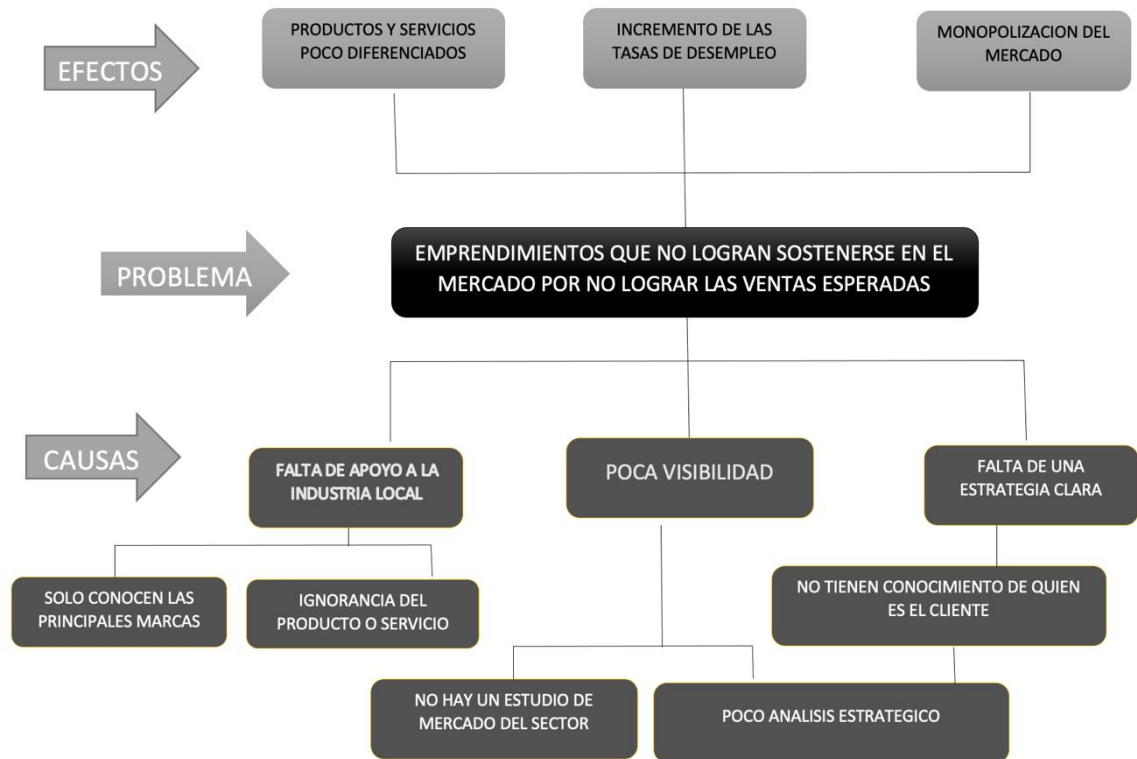 EFECTOS
PRODUCTOS Y SERVICIOS
POCO DIFERENCIADOS
INCREMENTO DE LAS
TASAS DE DESEMPLEO
MONOPOLIZACION DEL
MERCADO
PROBLEMA
EMPRENDIMIENTOS QUE NO LOGRAN SOSTENERSE EN EL
MERCADO POR NO LOGRAR LAS VENTAS ESPERADAS
CAUSAS
FALTA DE APOYO A LA
INDUSTRIA LOCAL
POCA VISIBILIDAD
FALTA DE UNA
ESTRATEGIA CLARA
SOLO CONOCEN LAS
PRINCIPALES MARCAS
IGNORANCIA DEL
PRODUCTO O SERVICIO
NO TIENEN CONOCIMIENTO DE QUIEN
ES EL CLIENTE
NO HAY UN ESTUDIO DE
MERCADO DEL SECTOR
POCO ANALISIS ESTRATEGICO